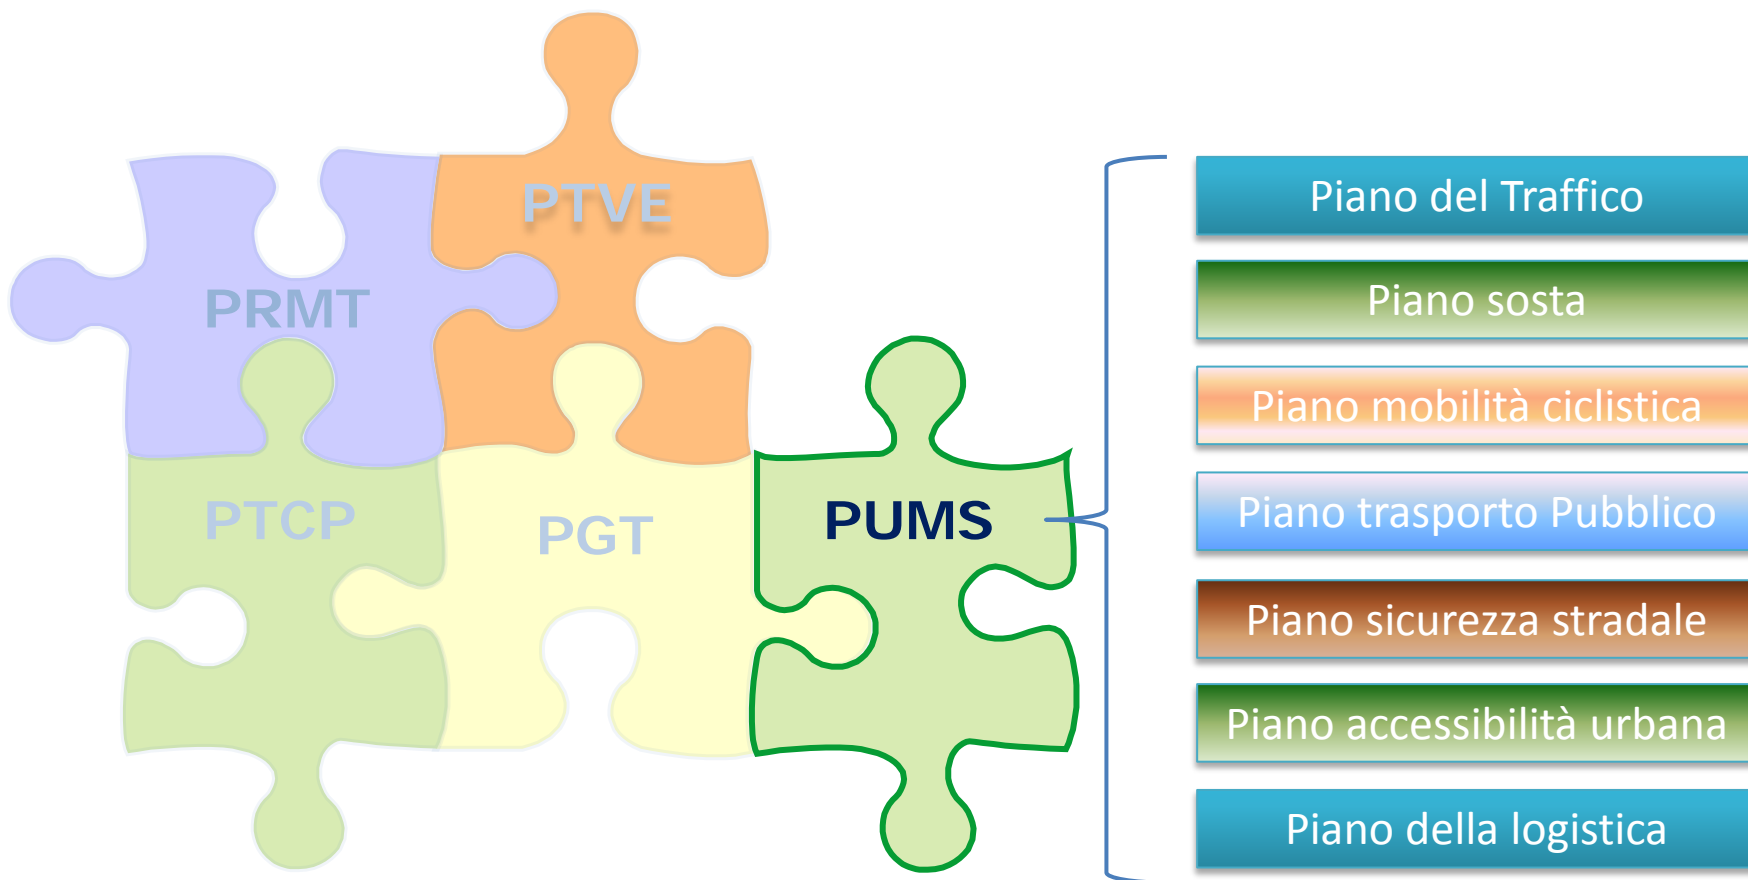 PTVE
PRMT
PTCP
PGT
PUMS
Piano del Traffico
Piano sosta
Piano mobilità ciclistica
Piano trasporto Pubblico
Piano sicurezza stradale
Piano accessibilità urbana
Piano della logistica